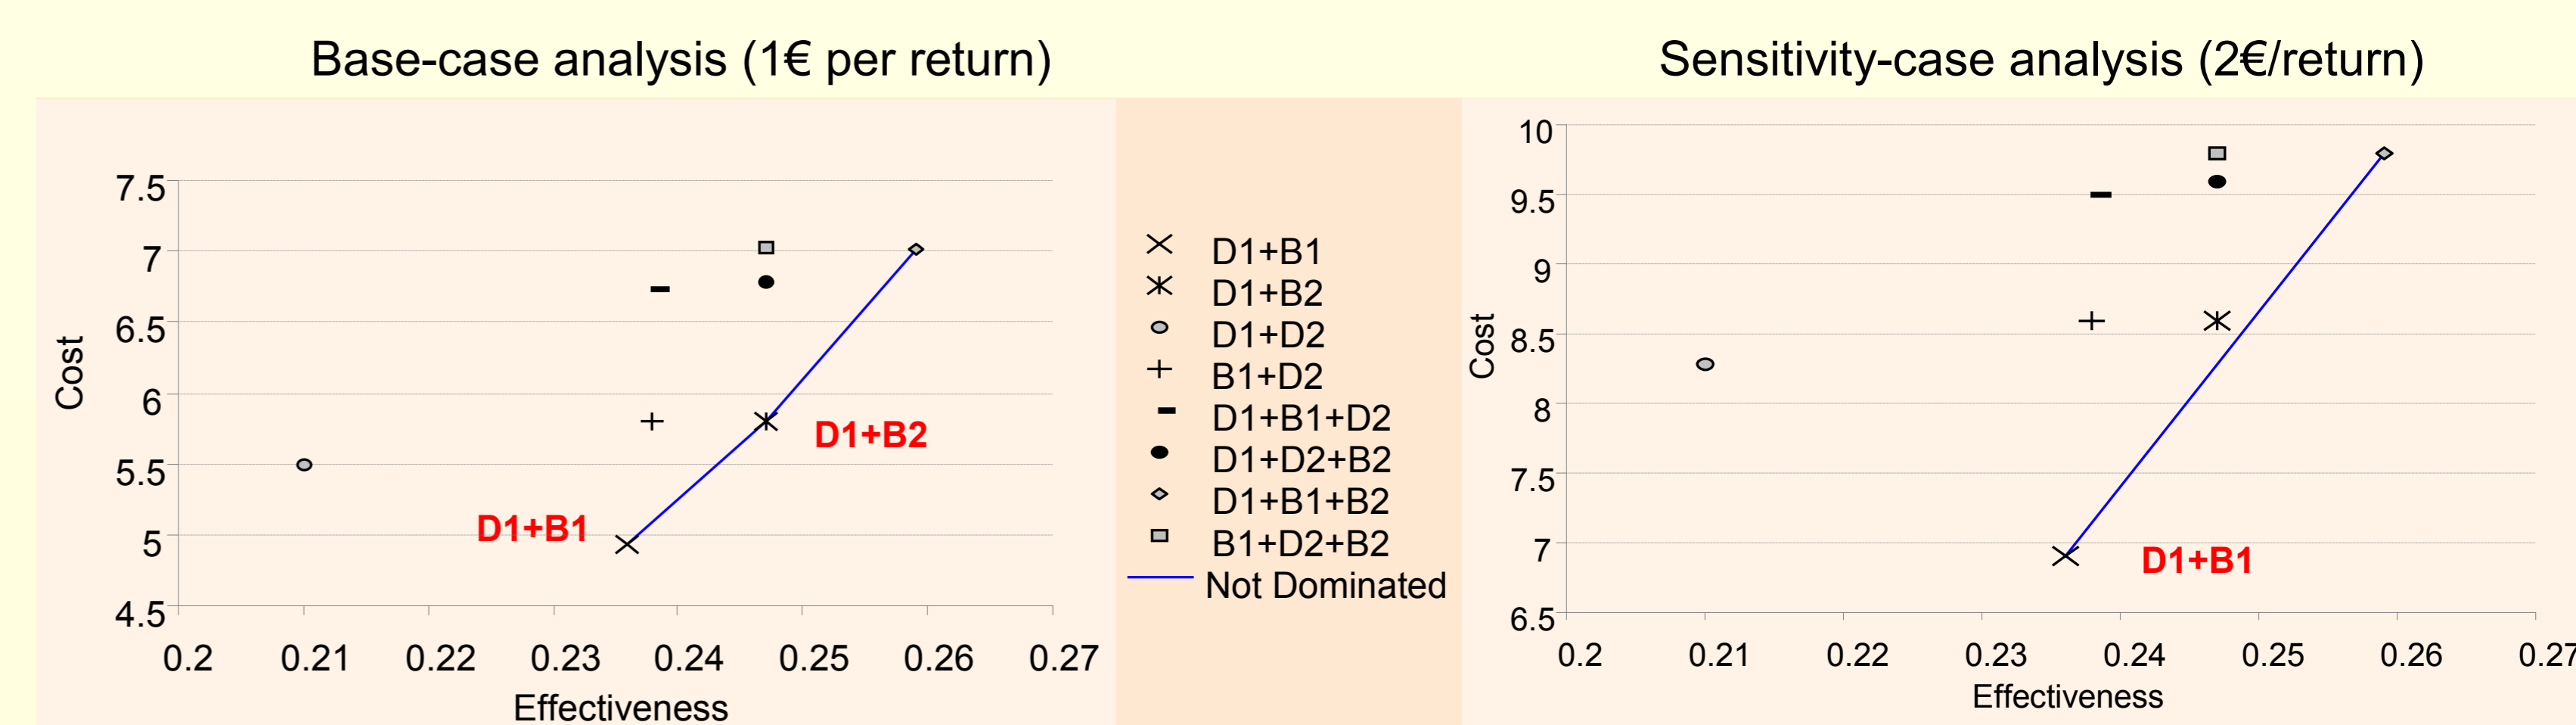 Base-case analysis (1€ per return)
7.5
7
6.5
6
5.5
5
4.5
Cost
D1+B2
D1+B1
0.2 0.21 0.22 0.23 0.24 0.25 0.26 0.27
Effectiveness
D1+B1
D1+B2
D1+D2
B1+D2
D1+B1+D2
D1+D2+B2
D1+B1+B2
B1+D2+B2
Not Dominated
Sensitivity-case analysis (2€/return)
10
9.5
9
8.5
8
7.5
7
6.5
Cost
D1+B1
0.2 0.21 0.22 0.23 0.24 0.25 0.26 0.27
Effectiveness